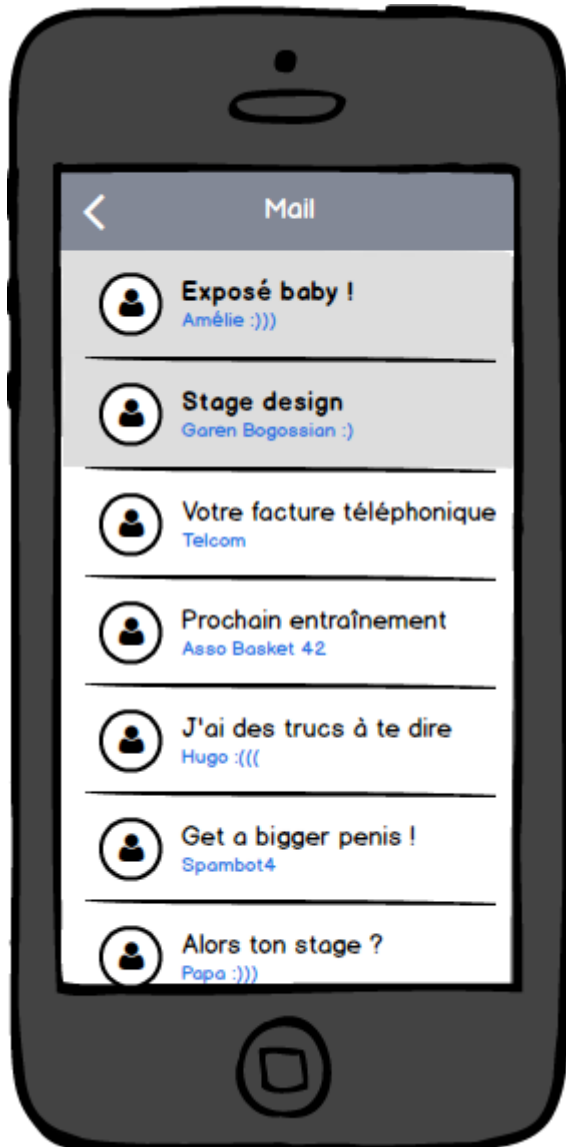 Mail
Exposé baby !
Amélie :)))
Stage design
Garen Bogossian :)
Votre facture téléphonique
Telcom
Prochain entraînement
Asso Basket 42
J'ai des trucs à te dire
Hugo :(((
Get a bigger penis !
Spambot4
Alors ton stage ?
Papa :)))